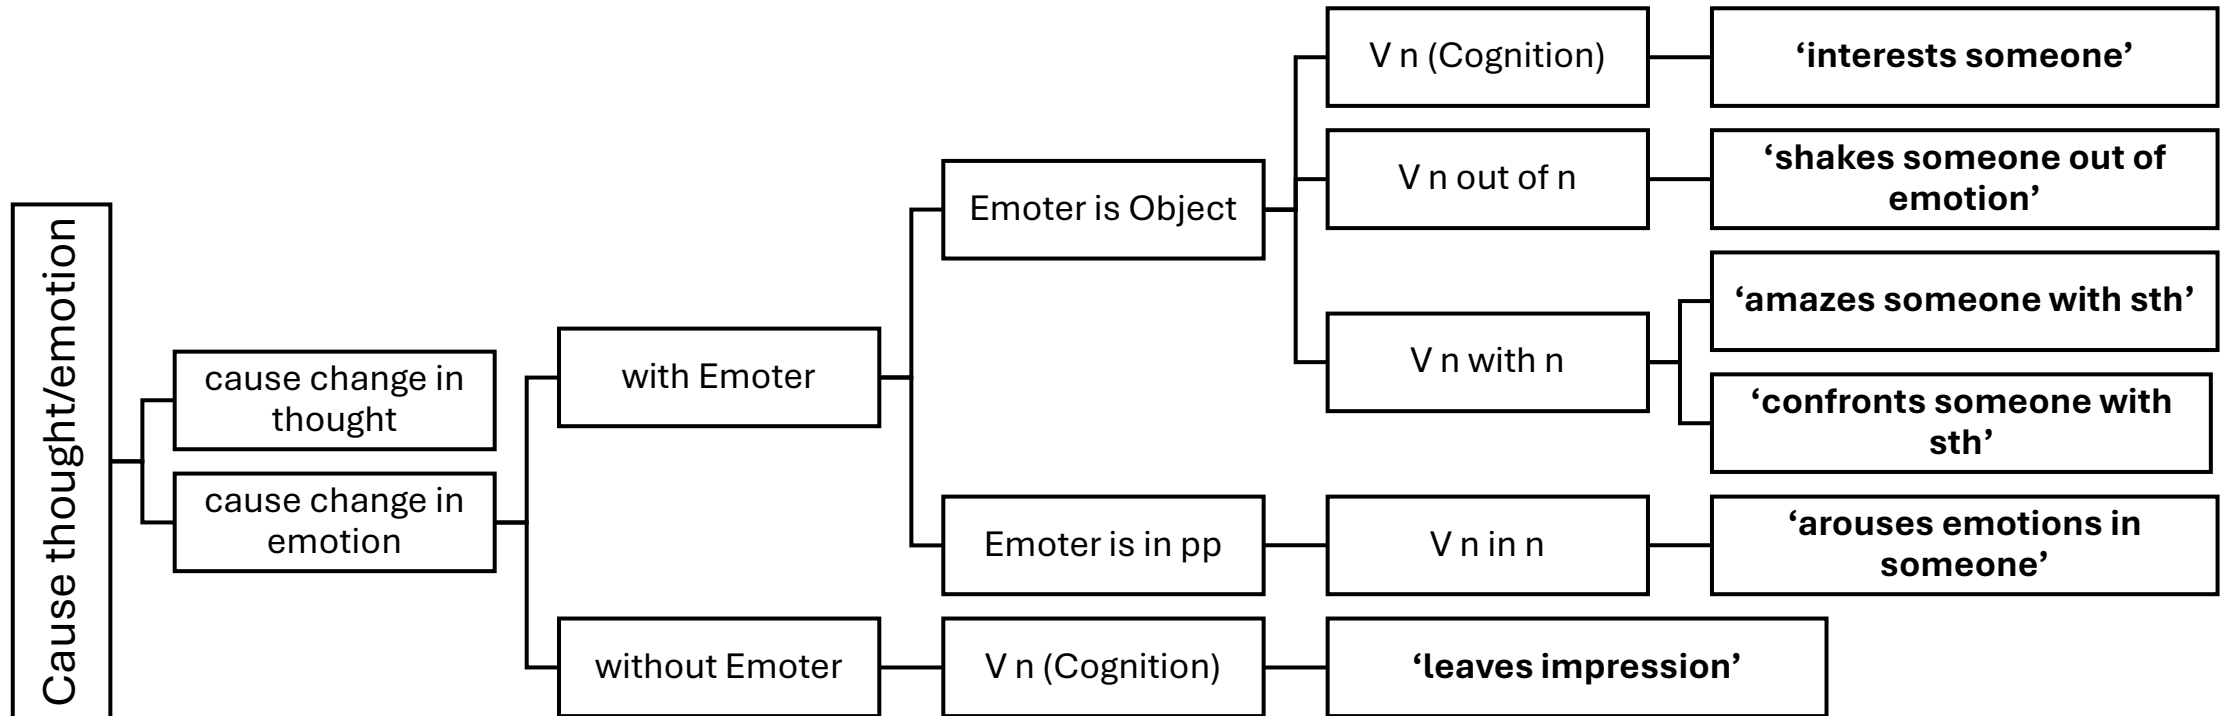 Cause thought/emotion
cause change in
thought
cause change in
emotion
with Emoter
without Emoter
Emoter is Object
Emoter is in pp
V n (Cognition)
V n (Cognition)
V n out of n
V n with n
V n in n
‘interests someone’
‘shakes someone out of
emotion’
‘amazes someone with sth’
‘confronts someone with
sth’
‘arouses emotions in
someone’
‘leaves impression’